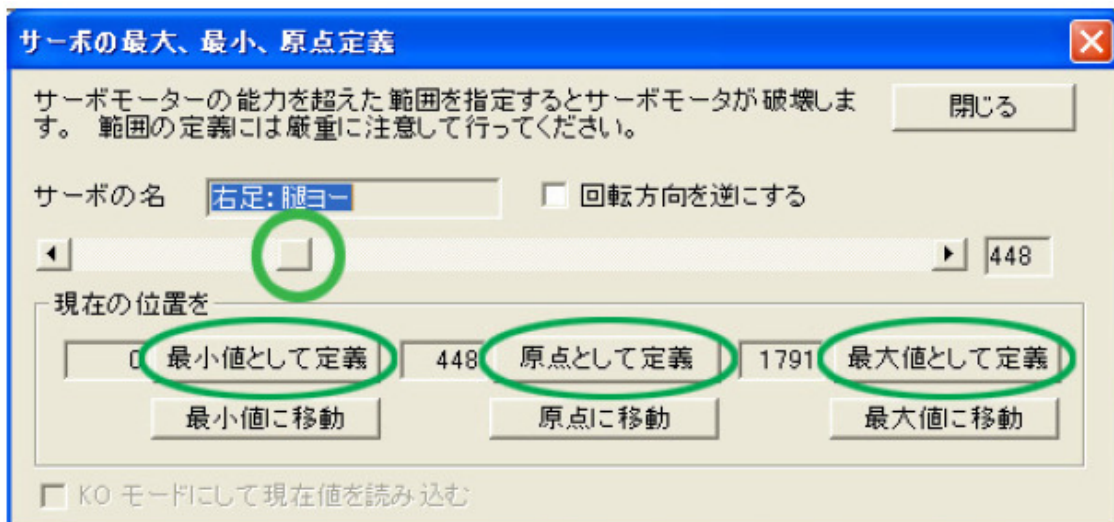 サーボの最大、最小、原点定義
サーボモーターの能力を超えた範囲を指定するとサーボモータが破壊しま
す。 範囲の定義には厳重に注意して行ってください。
閉じる
サーボの名 右足：腿ヨー 回転方向を逆にする
448
現在の位置を
0 最小値として定義 448 原点として定義 1791 最大値として定義
最小値に移動 原点に移動 最大値に移動
KO モードにして現在値を読み込む